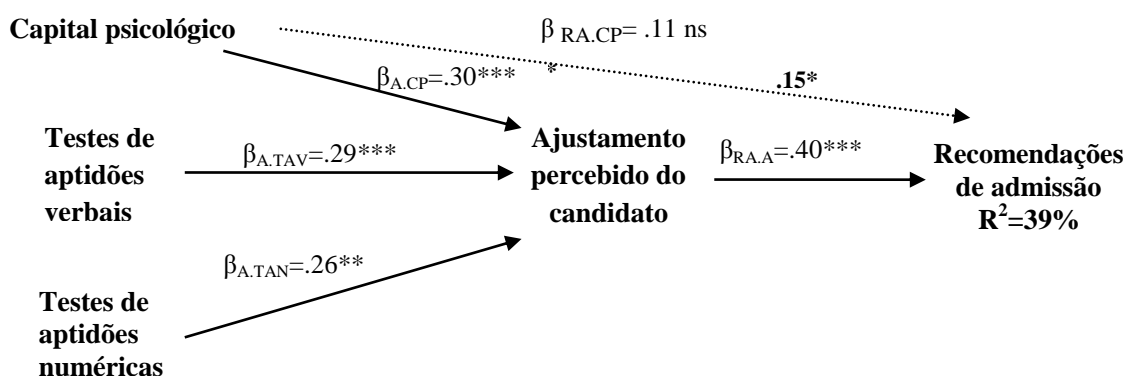 Capital psicológico
β RA.CP= .11 ns
βA.CP=.30*** *
.15*
Testes de
aptidões
verbais
βA.TAV=.29***
Ajustamento
percebido do
candidato
βRA.A=.40***
Recomendações
de admissão
R²=39%
βA.TAN=.26**
Testes de
aptidões
numéricas